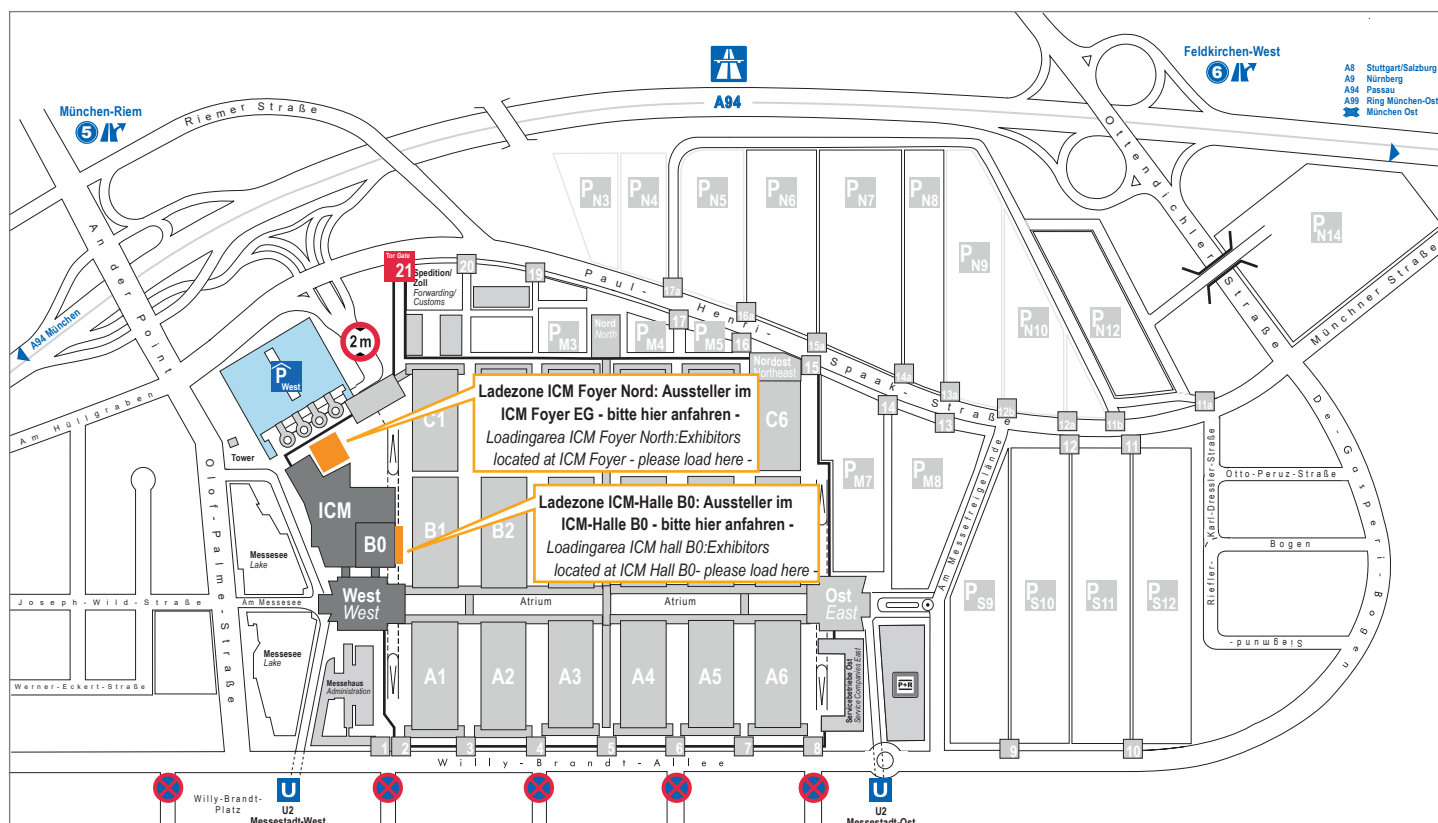 Feldkirchen-West
6
A8 Stuttgart/Salzburg
A9 Nürnberg
A94 Passau
A99 Ring München-Ost
München Ost
A94
München-Riem
5
Riemer Straße
Ottendichler Straße
An der Point
A94 München
P N3
P N4
P N5
P N6
P N7
P N8
P N9
P N10
P N12
P N14
Münchner Straße
Tor Gate
21
20
19
Spedition/
Zoll
Forwarding/
Customs
Paul-Henri-Spaak-Straße
17a
16a
15a
14a
13a
12b
12a
11b
11a
17
16
15
14
13
12
11
2 m
P West
P M3
Nord
North
P M4
P M5
Nordost
Northeast
Ladezone ICM Foyer Nord: Aussteller im
ICM Foyer EG - bitte hier anfahren -
Loadingarea ICM Foyer North:Exhibitors
located at ICM Foyer - please load here -
C1
C6
Am Hüllgraben
Tower
Olof-Palme-Straße
P M7
P M8
Am Messefreigelände
De-Gasperi-Bogen
Karl-Dressler-Straße
Otto-Peruz-Straße
Bogen
Riefler-
Siegmund-
ICM
B0
B1
B2
Ladezone ICM-Halle B0: Aussteller im
ICM-Halle B0 - bitte hier anfahren -
Loadingarea ICM hall B0:Exhibitors
located at ICM Hall B0- please load here -
Messesee
Lake
Joseph-Wild-Straße
Am Messesee
West
West
Atrium
Atrium
Ost
East
P S9
P S10
P S11
P S12
Messesee
Lake
Werner-Eckert-Straße
Messehaus
Administration
A1
A2
A3
A4
A5
A6
Servicebetriebe Ost
Service Companies East
P+R
1
2
3
4
5
6
7
8
9
10
Willy-Brandt-Allee
Willy-Brandt-
Platz
U
U2
Messestadt-West
U
U2
Messestadt-Ost